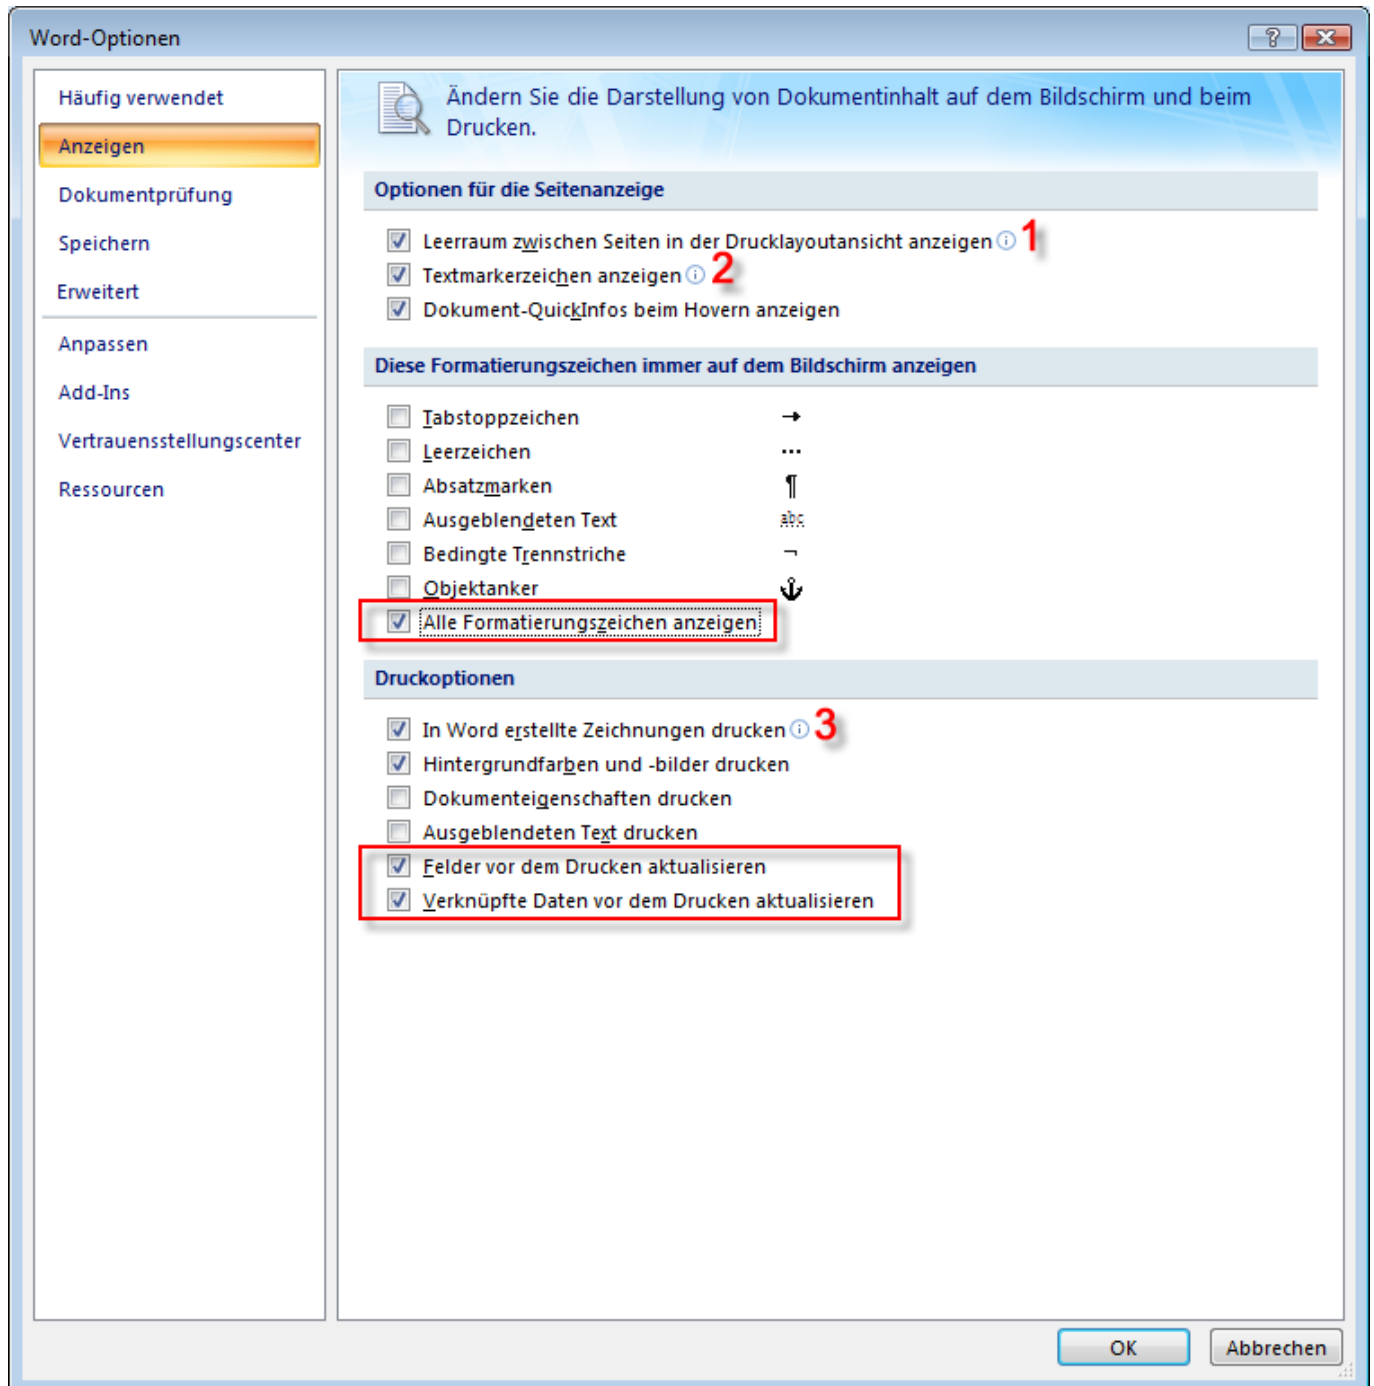 Word-Optionen
Häufig verwendet
Anzeigen
Dokumentprüfung
Speichern
Erweitert
Anpassen
Add-Ins
Vertrauensstellungscenter
Ressourcen
Ändern Sie die Darstellung von Dokumentinhalt auf dem Bildschirm und beim
Drucken.
Optionen für die Seitenanzeige
Leerraum zwischen Seiten in der Drucklayoutansicht anzeigen 1
Textmarkerzeichen anzeigen 2
Dokument-QuickInfos beim Hovern anzeigen
Diese Formatierungszeichen immer auf dem Bildschirm anzeigen
Tabstoppzeichen →
Leerzeichen ...
Absatzmarken ¶
Ausgeblendeten Text abc
Bedingte Trennstriche ¬
Objektanker
Alle Formatierungszeichen anzeigen
Druckoptionen
In Word erstellte Zeichnungen drucken 3
Hintergrundfarben und -bilder drucken
Dokumenteigenschaften drucken
Ausgeblendeten Text drucken
Felder vor dem Drucken aktualisieren
Verknüpfte Daten vor dem Drucken aktualisieren
OK
Abbrechen